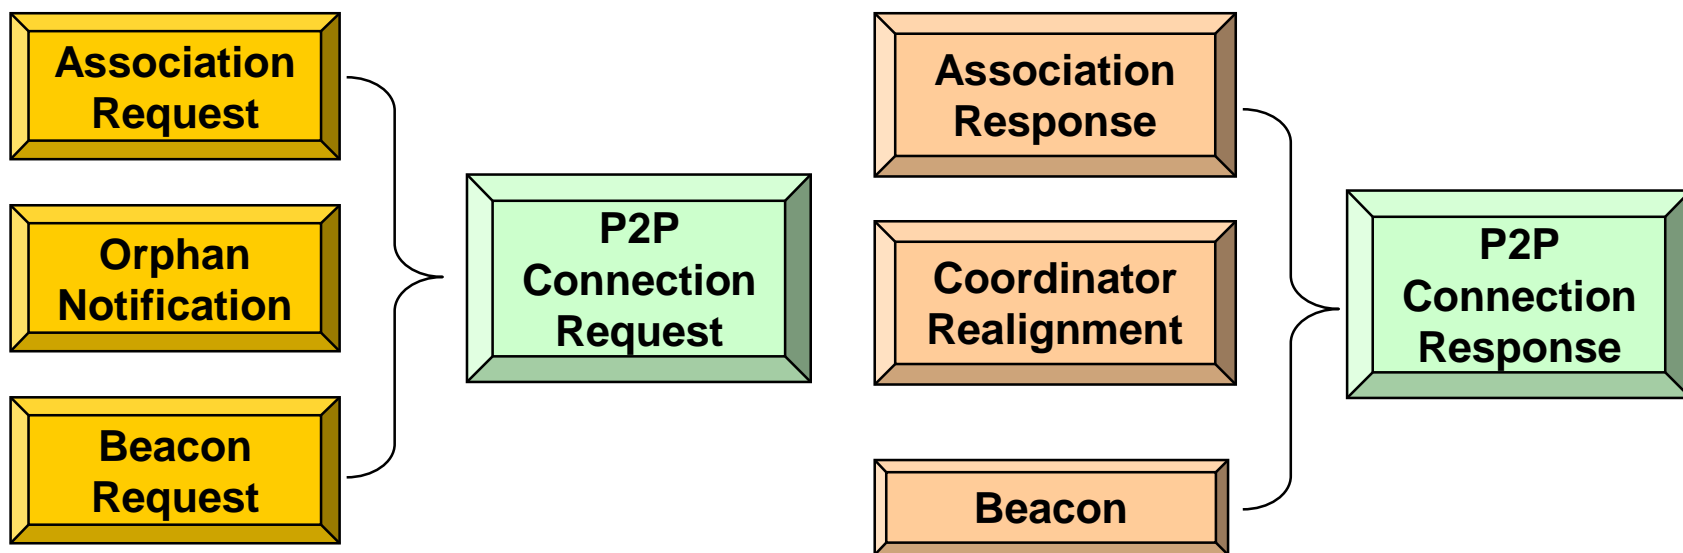 Association
Request
Orphan
Notification
Beacon
Request
P2P
Connection
Request
Association
Response
Coordinator
Realignment
Beacon
P2P
Connection
Response